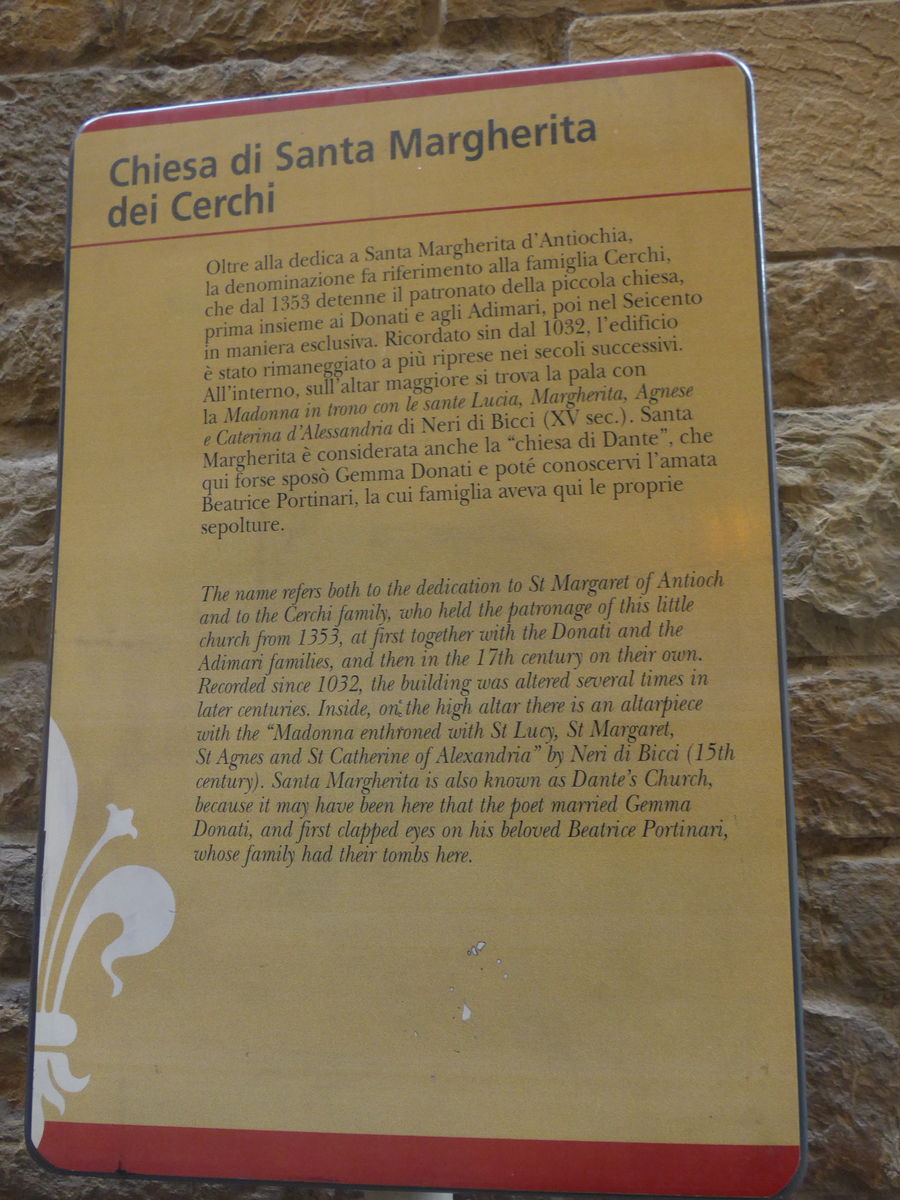 Chiesa di Santa Margherita
dei Cerchi
Oltre alla dedica a Santa Margherita d'Antiochia,
la denominazione fa riferimento alla famiglia Cerchi,
che dal 1353 detenne il patronato della piccola chiesa,
prima insieme ai Donati e agli Adimari, poi nel Seicento
in maniera esclusiva. Ricordato sin dal 1032, l'edificio
è stato rimaneggiato a più riprese nei secoli successivi.
All'interno, sull'altar maggiore si trova la pala con
la Madonna in trono con le sante Lucia, Margherita, Agnese
e Caterina d'Alessandria di Neri di Bicci (XV sec.). Santa
Margherita è considerata anche la “chiesa di Dante”, che
qui forse sposò Gemma Donati e poté conoscervi l'amata
Beatrice Portinari, la cui famiglia aveva qui le proprie
sepolture.
The name refers both to the dedication to St Margaret of Antioch
and to the Cerchi family, who held the patronage of this little
church from 1353, at first together with the Donati and the
Adimari families, and then in the 17th century on their own.
Recorded since 1032, the building was altered several times in
later centuries. Inside, on the high altar there is an altarpiece
with the “Madonna enthroned with St Lucy, St Margaret,
St Agnes and St Catherine of Alexandria” by Neri di Bicci (15th
century). Santa Margherita is also known as Dante's Church,
because it may have been here that the poet married Gemma
Donati, and first clapped eyes on his beloved Beatrice Portinari,
whose family had their tombs here.